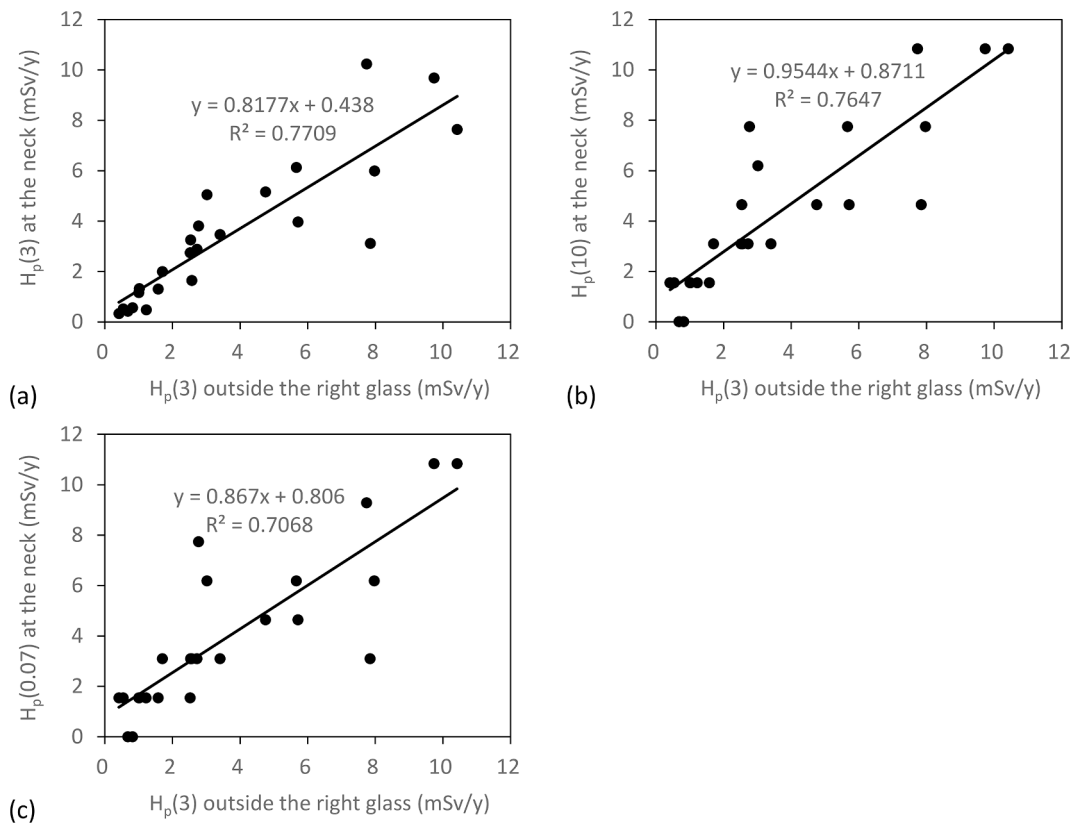 12
10
8
6
4
2
0
Hp(3) at the neck (mSv/y)
y = 0.8177x + 0.438
R² = 0.7709
0 2 4 6 8 10 12
Hp(3) outside the right glass (mSv/y)
(a)
12
10
8
6
4
2
0
Hp(10) at the neck (mSv/y)
y = 0.9544x + 0.8711
R² = 0.7647
0 2 4 6 8 10 12
Hp(3) outside the right glass (mSv/y)
(b)
12
10
8
6
4
2
0
Hp(0.07) at the neck (mSv/y)
y = 0.867x + 0.806
R² = 0.7068
0 2 4 6 8 10 12
Hp(3) outside the right glass (mSv/y)
(c)